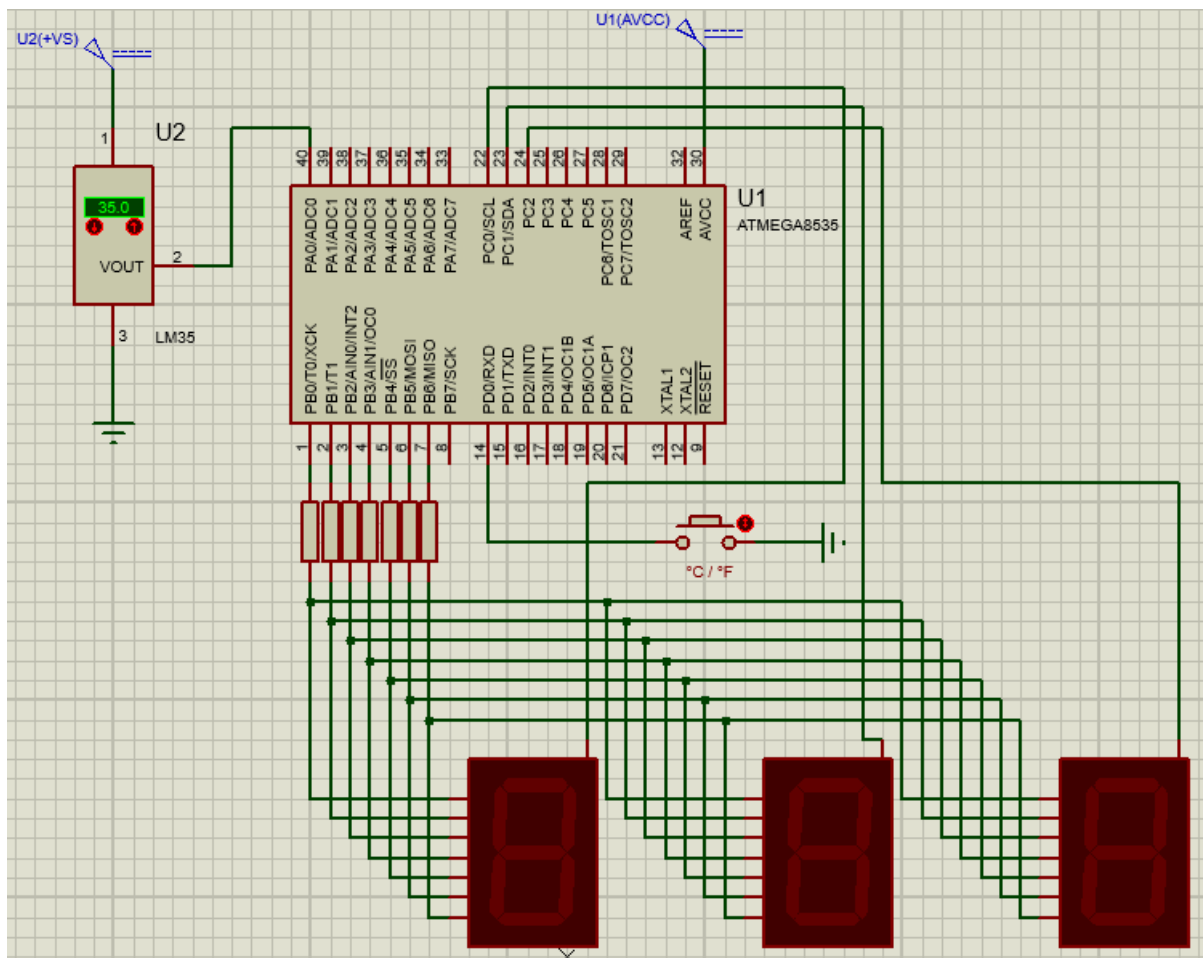 U1(AVCC)
U2(+VS)
1
U2
35.0
VOUT
2
3
LM35
40
39
38
37
36
35
34
33
22
23
24
25
26
27
28
29
32
30
PA0/ADC0
PA1/ADC1
PA2/ADC2
PA3/ADC3
PA4/ADC4
PA5/ADC5
PA6/ADC6
PA7/ADC7
PC0/SCL
PC1/SDA
PC2
PC3
PC4
PC5
PC6/TOSC1
PC7/TOSC2
AREF
AVCC
U1
ATMEGA8535
PB0/T0/XCK
PB1/T1
PB2/AIN0/INT2
PB3/AIN1/OC0
PB4/SS
PB5/MOSI
PB6/MISO
PB7/SCK
PD0/RXD
PD1/TXD
PD2/INT0
PD3/INT1
PD4/OC1B
PD5/OC1A
PD6/ICP1
PD7/OC2
XTAL1
XTAL2
RESET
1
2
3
4
5
6
7
8
14
15
16
17
18
19
20
21
13
12
9
°C / °F